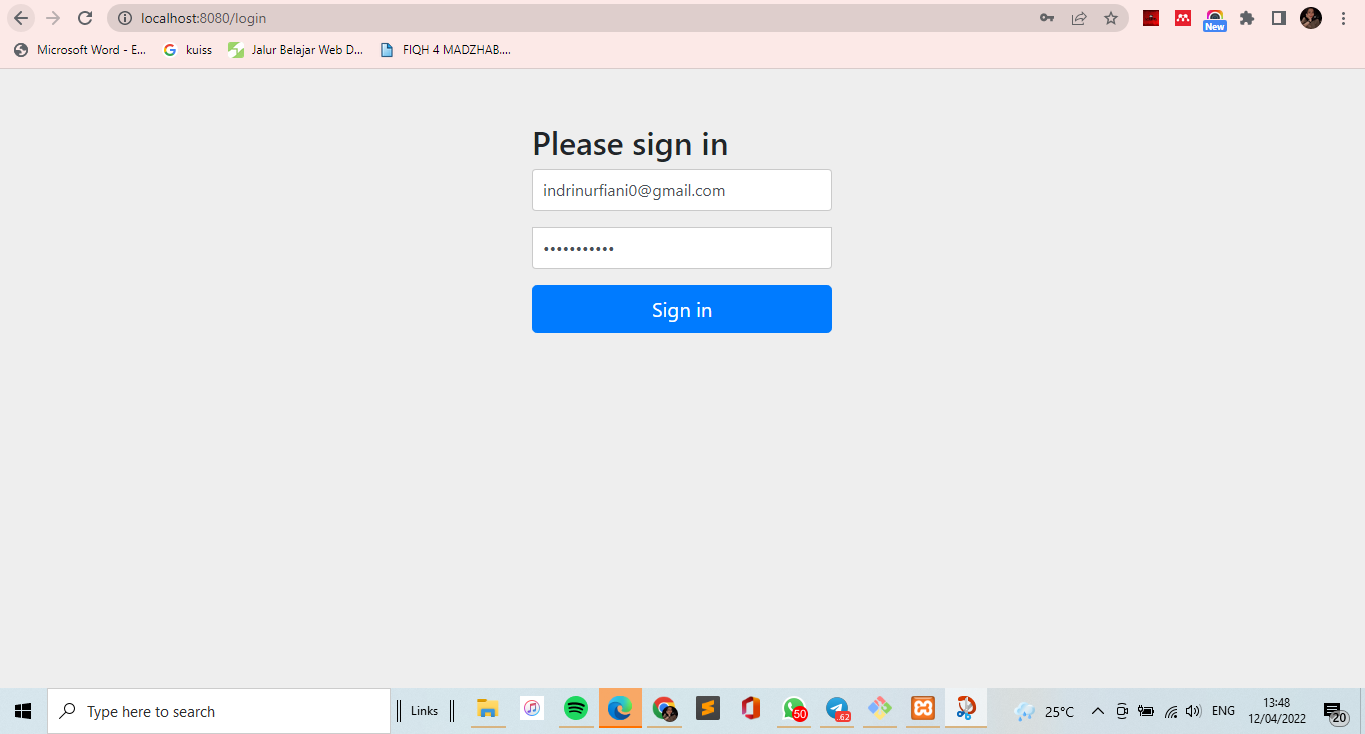 localhost:8080/login
New
Microsoft Word - E...
kuiss
Jalur Belajar Web D...
FIQH 4 MADZHAB....
Please sign in
indrinurfiani0@gmail.com
•••••••••••
Sign in
Type here to search
Links
50
.62
25°C
ENG
13:48
12/04/2022
20